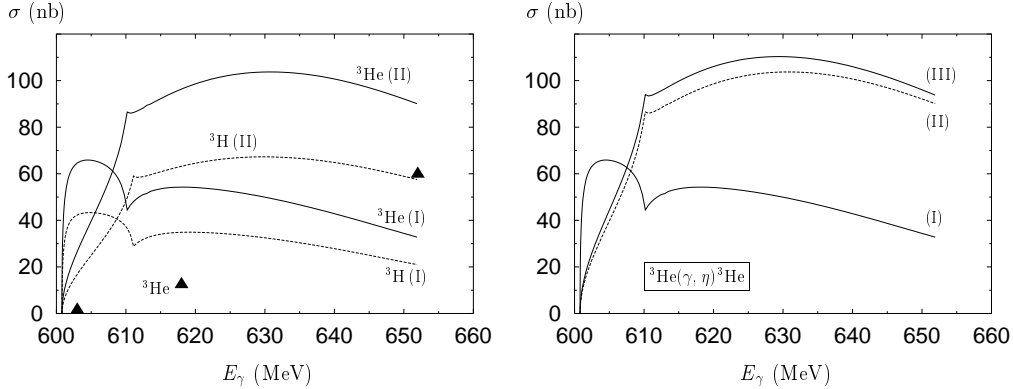 σ (nb)
100
80
60
40
20
0
600 610 620 630 640 650 660
E_γ (MeV)
³He (II)
³H (II)
³He (I)
³H (I)
³He
σ (nb)
100
80
60
40
20
0
600 610 620 630 640 650 660
E_γ (MeV)
(III)
(II)
(I)
³He(γ, η)³He